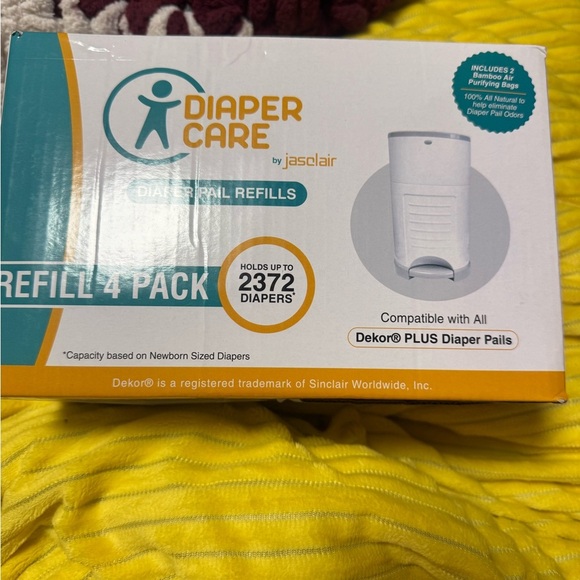 INCLUDES 2
Bamboo Air
Purifying Bags
100% All Natural to
help eliminate
Diaper Pail Odors
DIAPER
CARE
by jasclair
DIAPER PAIL REFILLS
REFILL 4 PACK
HOLDS UP TO
2372
DIAPERS*
Compatible with All
Dekor® PLUS Diaper Pails
*Capacity based on Newborn Sized Diapers
Dekor® is a registered trademark of Sinclair Worldwide, Inc.